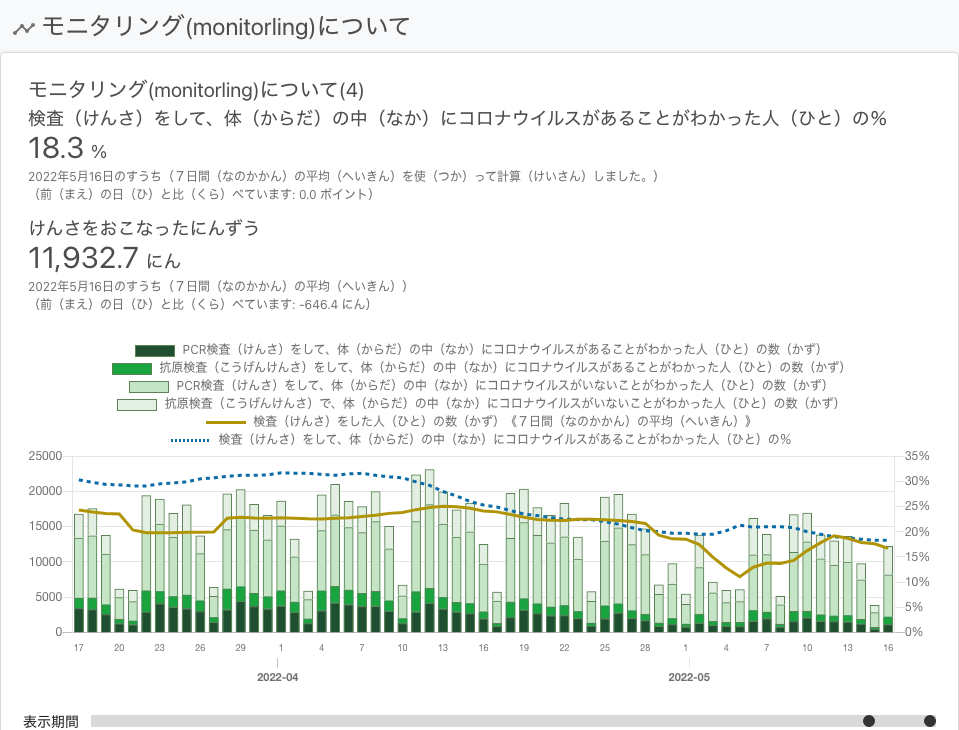 モニタリング(monitorling)について
モニタリング(monitorling)について(4)
検査（けんさ）をして、体（からだ）の中（なか）にコロナウイルスがあることがわかった人（ひと）の％
18.3 %
2022年5月16日のすうち（７日間（なのかかん）の平均（へいきん）を使（つか）って計算（けいさん）しました。）
（前（まえ）の日（ひ）と比（くら）べています: 0.0 ポイント）
けんさをおこなったにんずう
11,932.7 にん
2022年5月16日のすうち（７日間（なのかかん）の平均（へいきん））
（前（まえ）の日（ひ）と比（くら）べています: -646.4 にん）
PCR検査（けんさ）をして、体（からだ）の中（なか）にコロナウイルスがあることがわかった人（ひと）の数（かず）
抗原検査（こうげんけんさ）をして、体（からだ）の中（なか）にコロナウイルスがあることがわかった人（ひと）の数（かず）
PCR検査（けんさ）をして、体（からだ）の中（なか）にコロナウイルスがいないことがわかった人（ひと）の数（かず）
抗原検査（こうげんけんさ）で、体（からだ）の中（なか）にコロナウイルスがいないことがわかった人（ひと）の数（かず）
検査（けんさ）をした人（ひと）の数（かず）《７日間（なのかかん）の平均（へいきん）》
検査（けんさ）をして、体（からだ）の中（なか）にコロナウイルスがあることがわかった人（ひと）の％
25000 35%
20000 30%
15000 25%
10000 20%
5000 15%
0 10%
5%
0%
17 20 23 26 29 1 4 7 10 13 16 19 22 25 28 1 4 7 10 13 16
2022-04 2022-05
表示期間